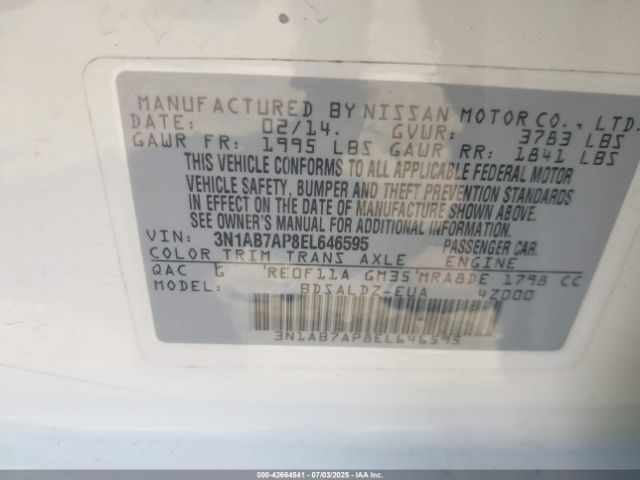 MANUFACTURED BY NISSAN MOTOR CO., LTD.
DATE: 02/14. GVWR: 3783 LBS
GAWR FR: 1995 LBS GAWR RR: 1841 LBS
THIS VEHICLE CONFORMS TO ALL APPLICABLE FEDERAL MOTOR
VEHICLE SAFETY, BUMPER AND THEFT PREVENTION STANDARDS
IN EFFECT ON THE DATE OF MANUFACTURE SHOWN ABOVE.
SEE OWNER'S MANUAL FOR ADDITIONAL INFORMATION.
VIN: 3N1AB7AP8EL646595 PASSENGER CAR.
COLOR TRIM TRANS AXLE ENGINE
QAC G 'RE0F11A GM35'MRA8DE 1798 CC
MODEL: BDSALDZ-EUA 4Z000
3N1AB7AP8EL646595
000-42664541 - 07/03/2025 - IAA Inc.